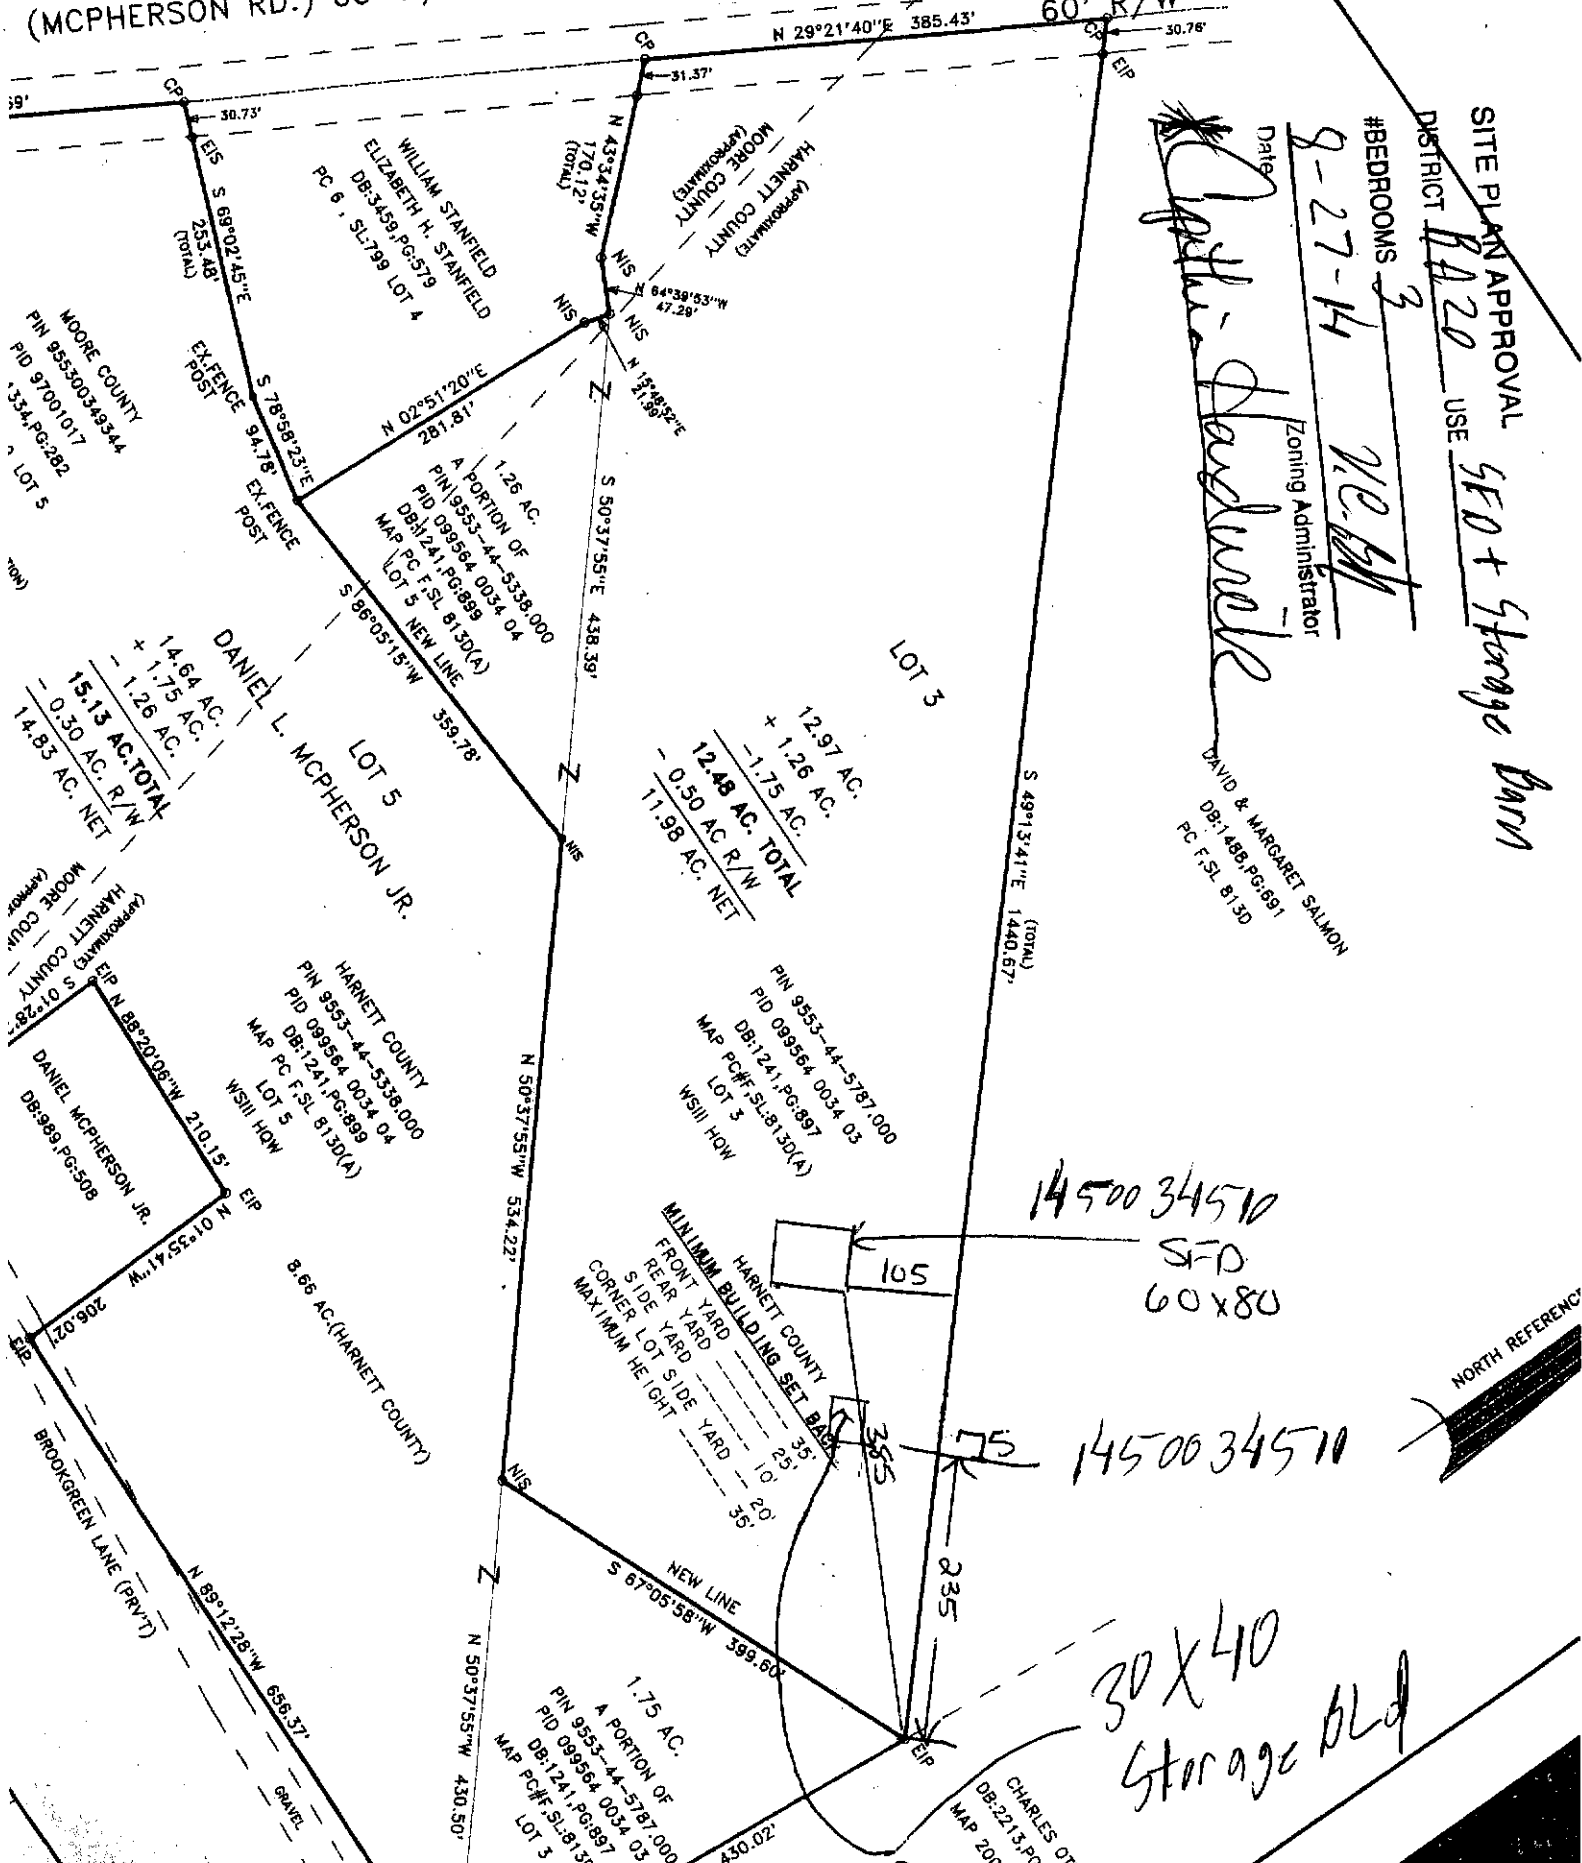 (MCPHERSON RD.)
60' R/W
N 29°21'40"E 385.43'
CP
30.76'
EIP
CP
31.37'
CP
30.73'
EIS
SITE PLAN APPROVAL
DISTRICT RA20 USE SFD + Storage Barn
#BEDROOMS 3
Date
Zoning Administrator
DAVID & MARGARET SALMON
DB:1488,PG:691
PC F,SL 813D
N 43°34'35"W
170.12'
(TOTAL)
HARNETT COUNTY
(APPROXIMATE)
MOORE COUNTY
(APPROXIMATE)
WILLIAM STANFIELD
ELIZABETH H. STANFIELD
DB:3459,PG:579
PC 6 , SL:799 LOT 4
S 69°02'45"E
253.48'
(TOTAL)
NIS
N 64°39'53"W
47.29'
NIS
NIS
N 15°48'52"E
21.99'
MOORE COUNTY
PIN 955300349344
PID 97001017
LOT 5
EX.FENCE
POST
S 78°58'23"E
94.78'
EX.FENCE
POST
N 02°51'20"E
281.81'
1.26 AC.
A PORTION OF
PIN 9553-44-5338.000
PID 099564 0034 04
DB:1241,PG:899
MAP PC F,SL 813D(A)
LOT 5
S 50°37'55"E 438.39'
NEW LINE
S 86°05'15"W 359.78'
LOT 3
S 49°13'41"E 1440.67'
(TOTAL)
12.97 AC.
+ 1.26 AC.
-1.75 AC.
12.48 AC. TOTAL
- 0.50 AC R/W
11.98 AC. NET
DANIEL L. MCPHERSON JR.
LOT 5
14.64 AC.
+ 1.75 AC.
- 1.26 AC.
15.13 AC.TOTAL
- 0.30 AC. R/W
14.83 AC. NET
NIS
HARNETT COUNTY
(APPROXIMATE)
MOORE
EIP
N 88°20'06"W 210.15'
DANIEL MCPHERSON JR.
DB:989,PG:508
HARNETT COUNTY
PIN 9553-44-5338.000
PID 099564 0034 04
DB:1241,PG:899
MAP PC F,SL 813D(A)
LOT 5
WSIII HQW
N 50°37'55"W 534.22'
PIN 9553-44-5787.000
PID 099564 0034 03
DB:1241,PG:897
MAP PC#F,SL:813D(A)
LOT 3
WSIII HQW
1450034510
SFD
60x80
105
EIP
N 01°35'41"W
206.02'
EIP
8.66 AC.(HARNETT COUNTY)
HARNETT COUNTY
MINIMUM BUILDING SET BACK
FRONT YARD 35'
REAR YARD 25'
SIDE YARD 10'
CORNER LOT SIDE YARD 20'
MAXIMUM HEIGHT 35'
NORTH REFERENCE
385
75
235
BROOKGREEN LANE (PRV'T)
N 89°12'28"W 656.37'
GRAVEL
NIS
NEW LINE
S 67°05'58"W 399.60'
N 50°37'55"W 430.50'
30 X 40
Storage bLd
EIP
1.75 AC.
A PORTION OF
PIN 9553-44-5787.000
PID 099564 0034 03
DB:1241,PG:897
LOT 3
430.02'
CHARLES
DB:2213
MAP